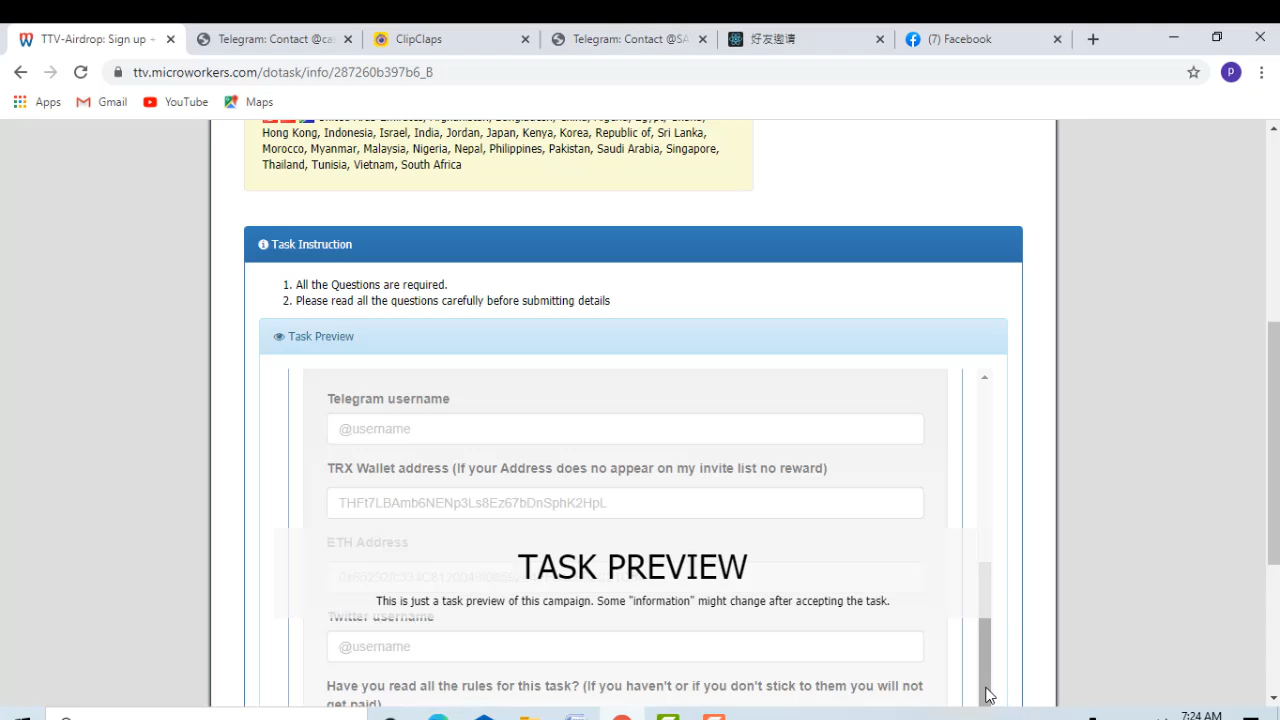 TTV-Airdrop: Sign up +
Telegram: Contact @ca
ClipClaps
Telegram: Contact @SA
好友邀请
(7) Facebook
ttv.microworkers.com/dotask/info/287260b397b6_B
P
Apps
Gmail
YouTube
Maps
Hong Kong, Indonesia, Israel, India, Jordan, Japan, Kenya, Korea, Republic of, Sri Lanka,
Morocco, Myanmar, Malaysia, Nigeria, Nepal, Philippines, Pakistan, Saudi Arabia, Singapore,
Thailand, Tunisia, Vietnam, South Africa
Task Instruction
1. All the Questions are required.
2. Please read all the questions carefully before submitting details
Task Preview
Telegram username
@username
TRX Wallet address (If your Address does no appear on my invite list no reward)
THFt7LBAmb6NENp3Ls8Ez67bDnSphK2HpL
ETH Address
TASK PREVIEW
This is just a task preview of this campaign. Some "information" might change after accepting the task.
Twitter username
@username
Have you read all the rules for this task? (If you haven't or if you don't stick to them you will not
get paid)
7:24 AM